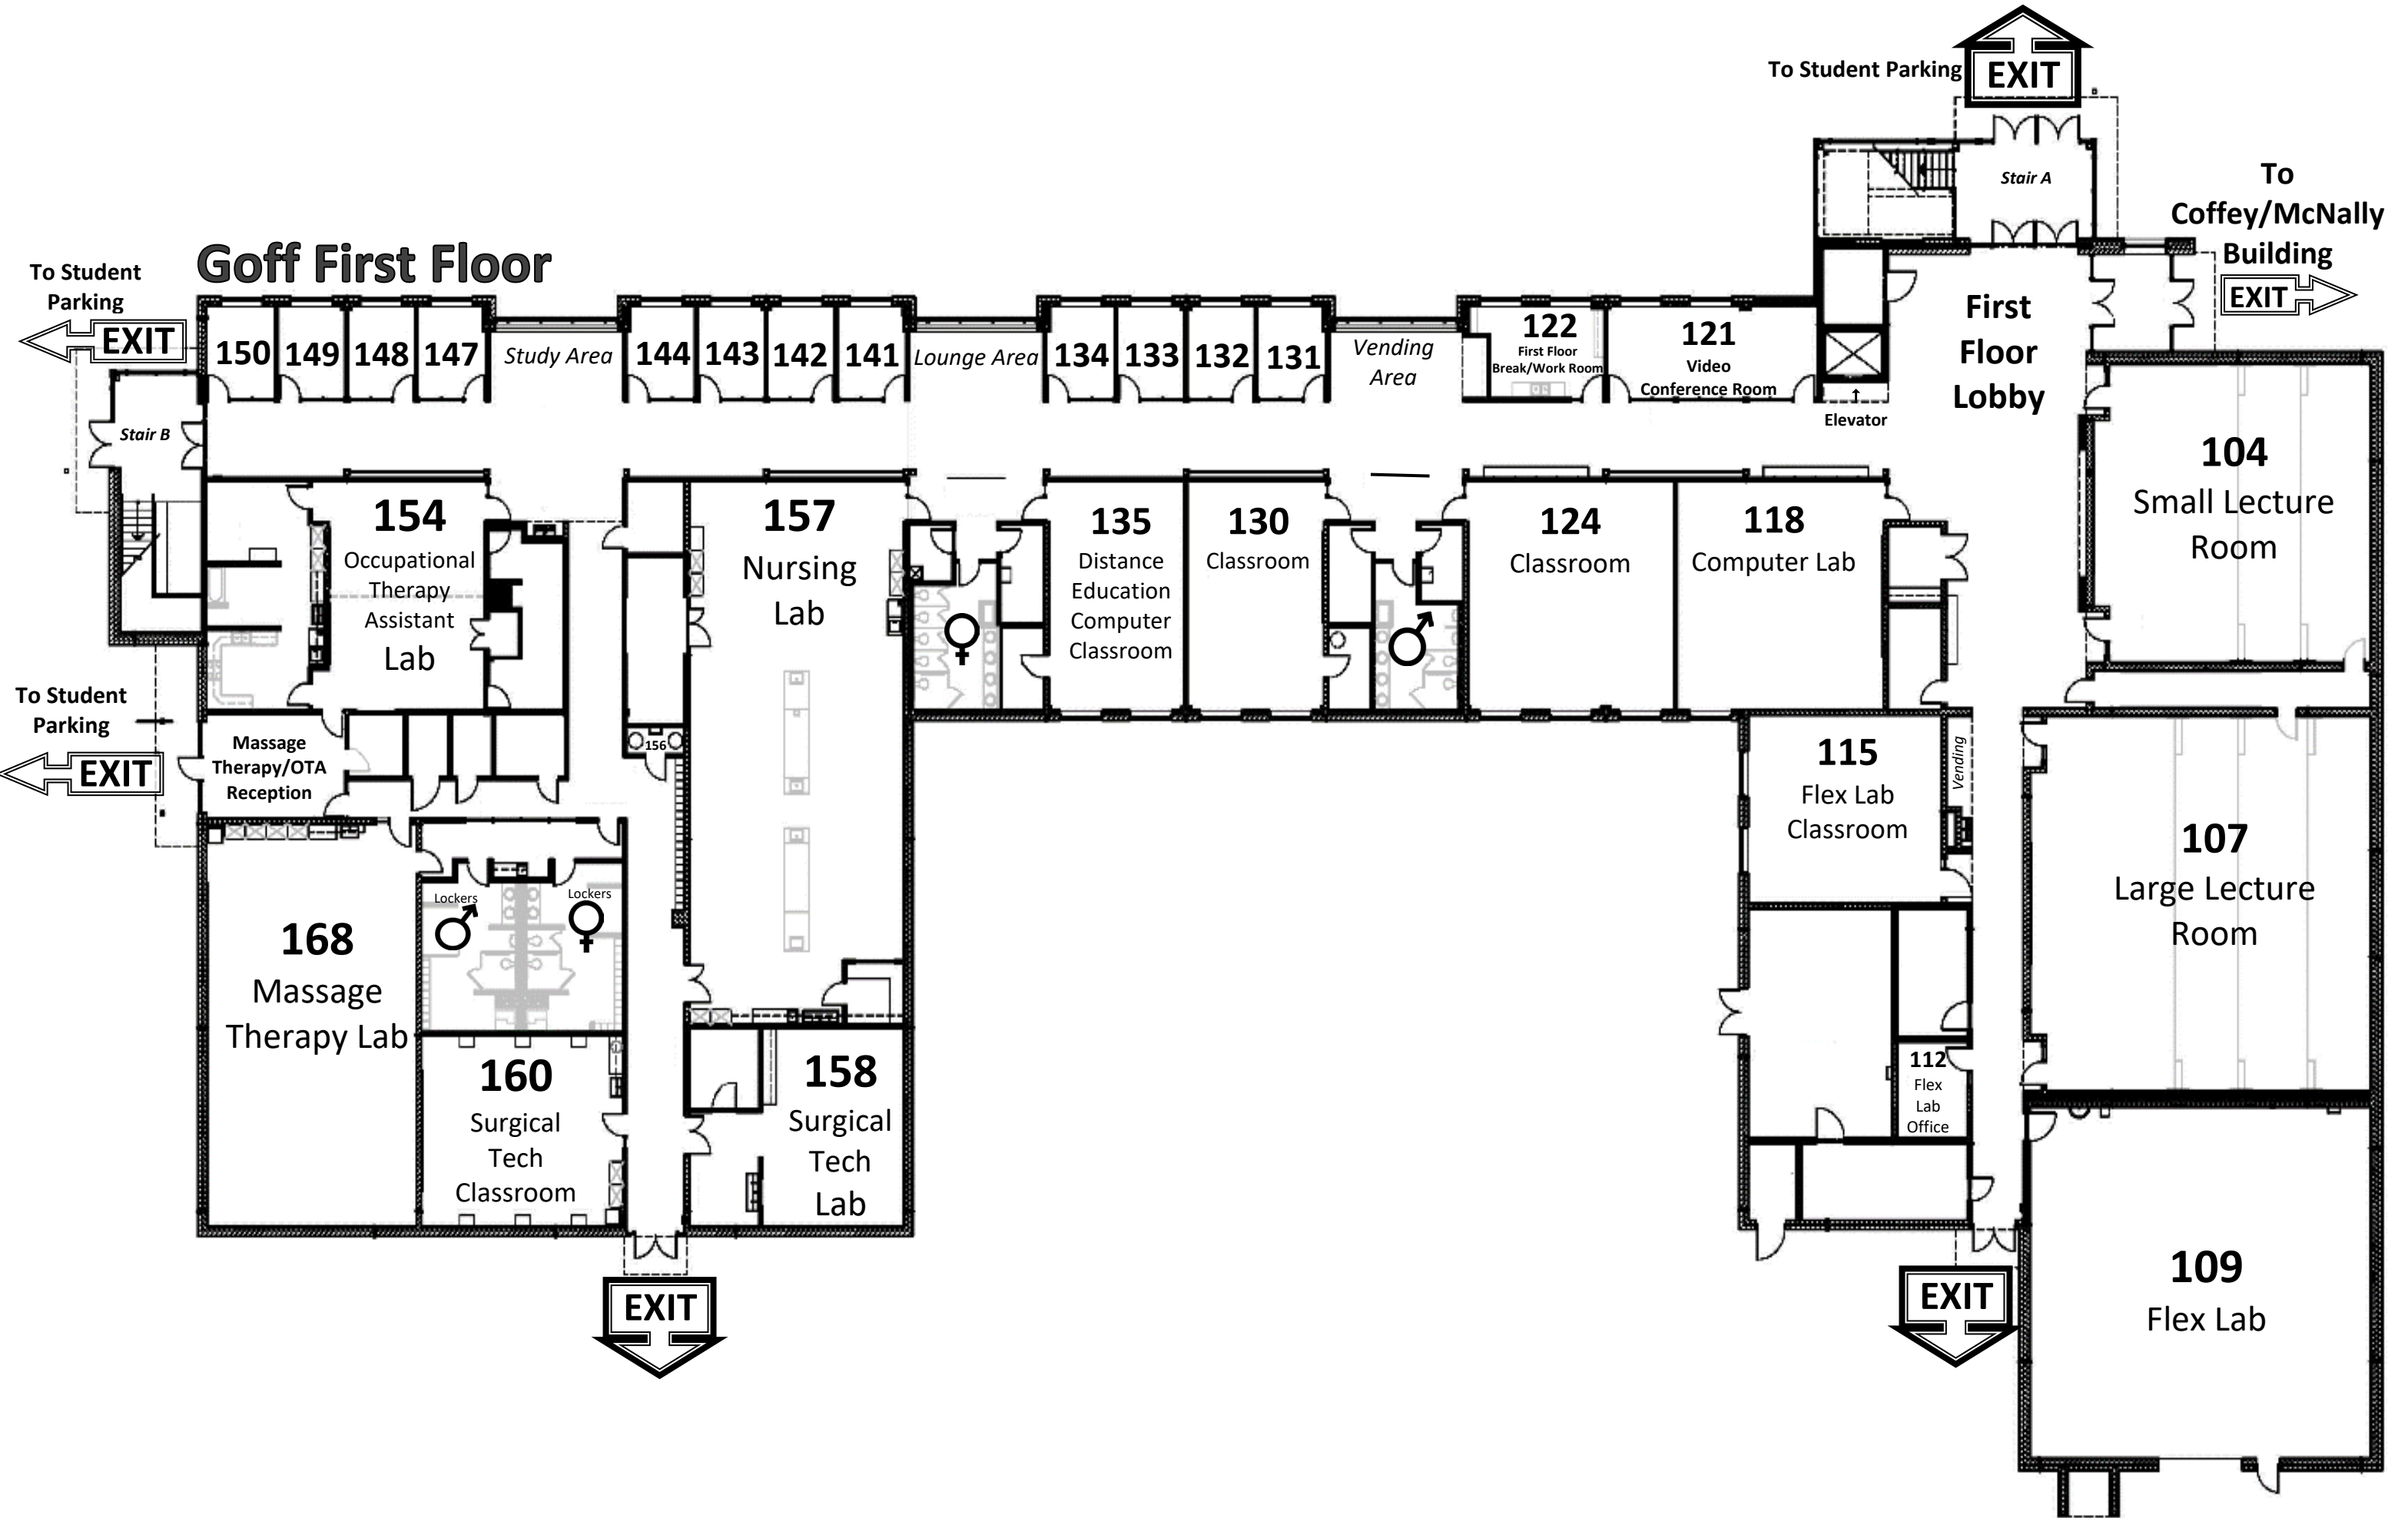 To Student Parking
EXIT
Stair A
To
Coffey/McNally
Building
EXIT
Goff First Floor
To Student
Parking
EXIT
150
149
148
147
Study Area
144
143
142
141
Lounge Area
134
133
132
131
Vending
Area
122
First Floor
Break/Work Room
121
Video
Conference Room
Elevator
First
Floor
Lobby
Stair B
104
Small Lecture
Room
154
Occupational
Therapy
Assistant
Lab
157
Nursing
Lab
135
Distance
Education
Computer
Classroom
130
Classroom
124
Classroom
118
Computer Lab
To Student
Parking
EXIT
Massage
Therapy/OTA
Reception
156
115
Flex Lab
Classroom
Vending
107
Large Lecture
Room
168
Massage
Therapy Lab
Lockers
Lockers
160
Surgical
Tech
Classroom
158
Surgical
Tech
Lab
112
Flex
Lab
Office
109
Flex Lab
EXIT
EXIT